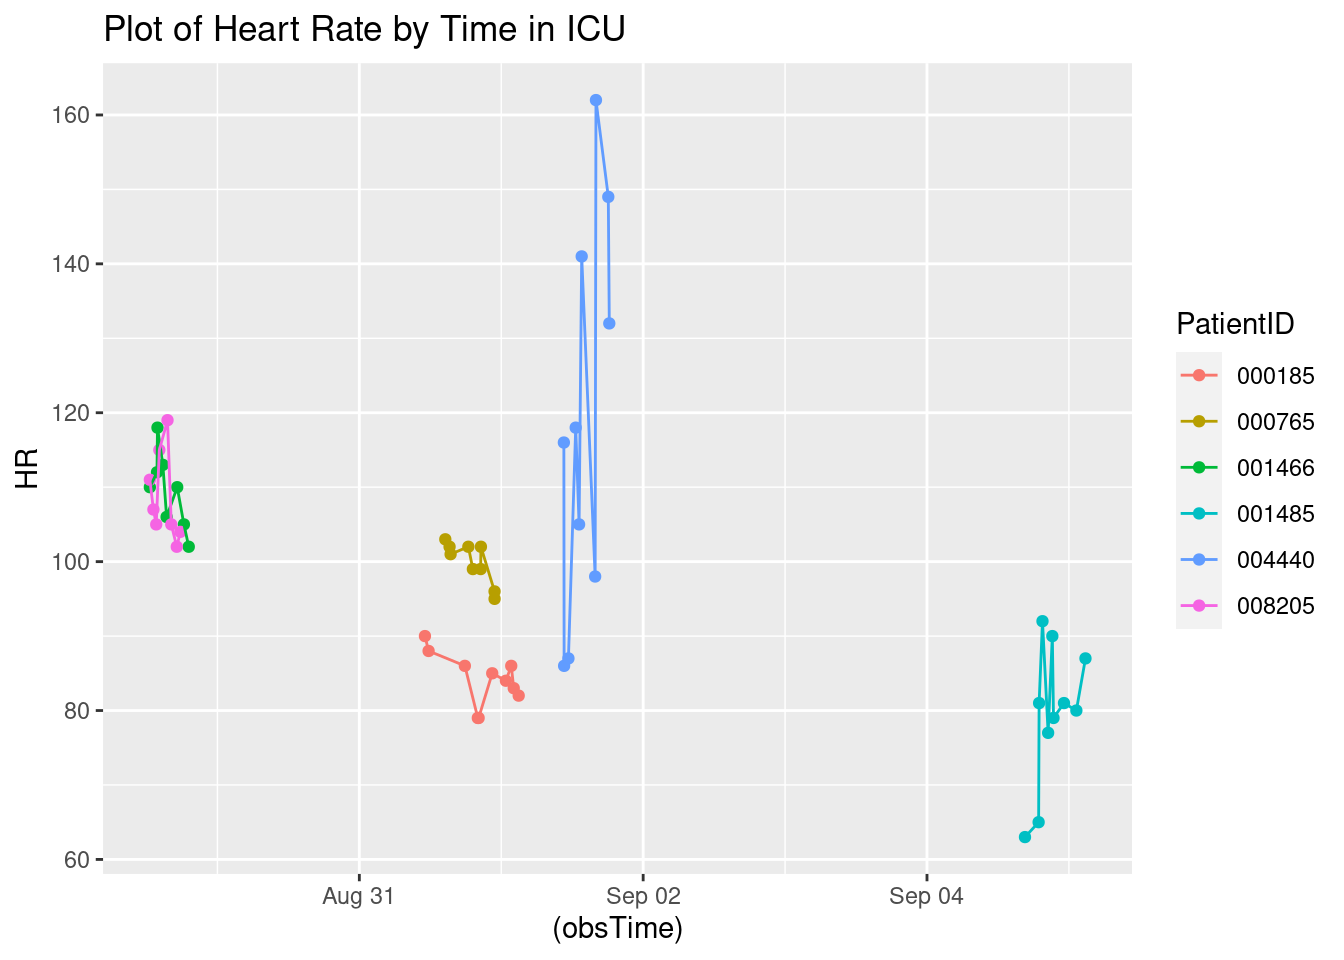 Plot of Heart Rate by Time in ICU
HR
160
140
120
100
80
60
Aug 31
Sep 02
Sep 04
(obsTime)
PatientID
000185
000765
001466
001485
004440
008205